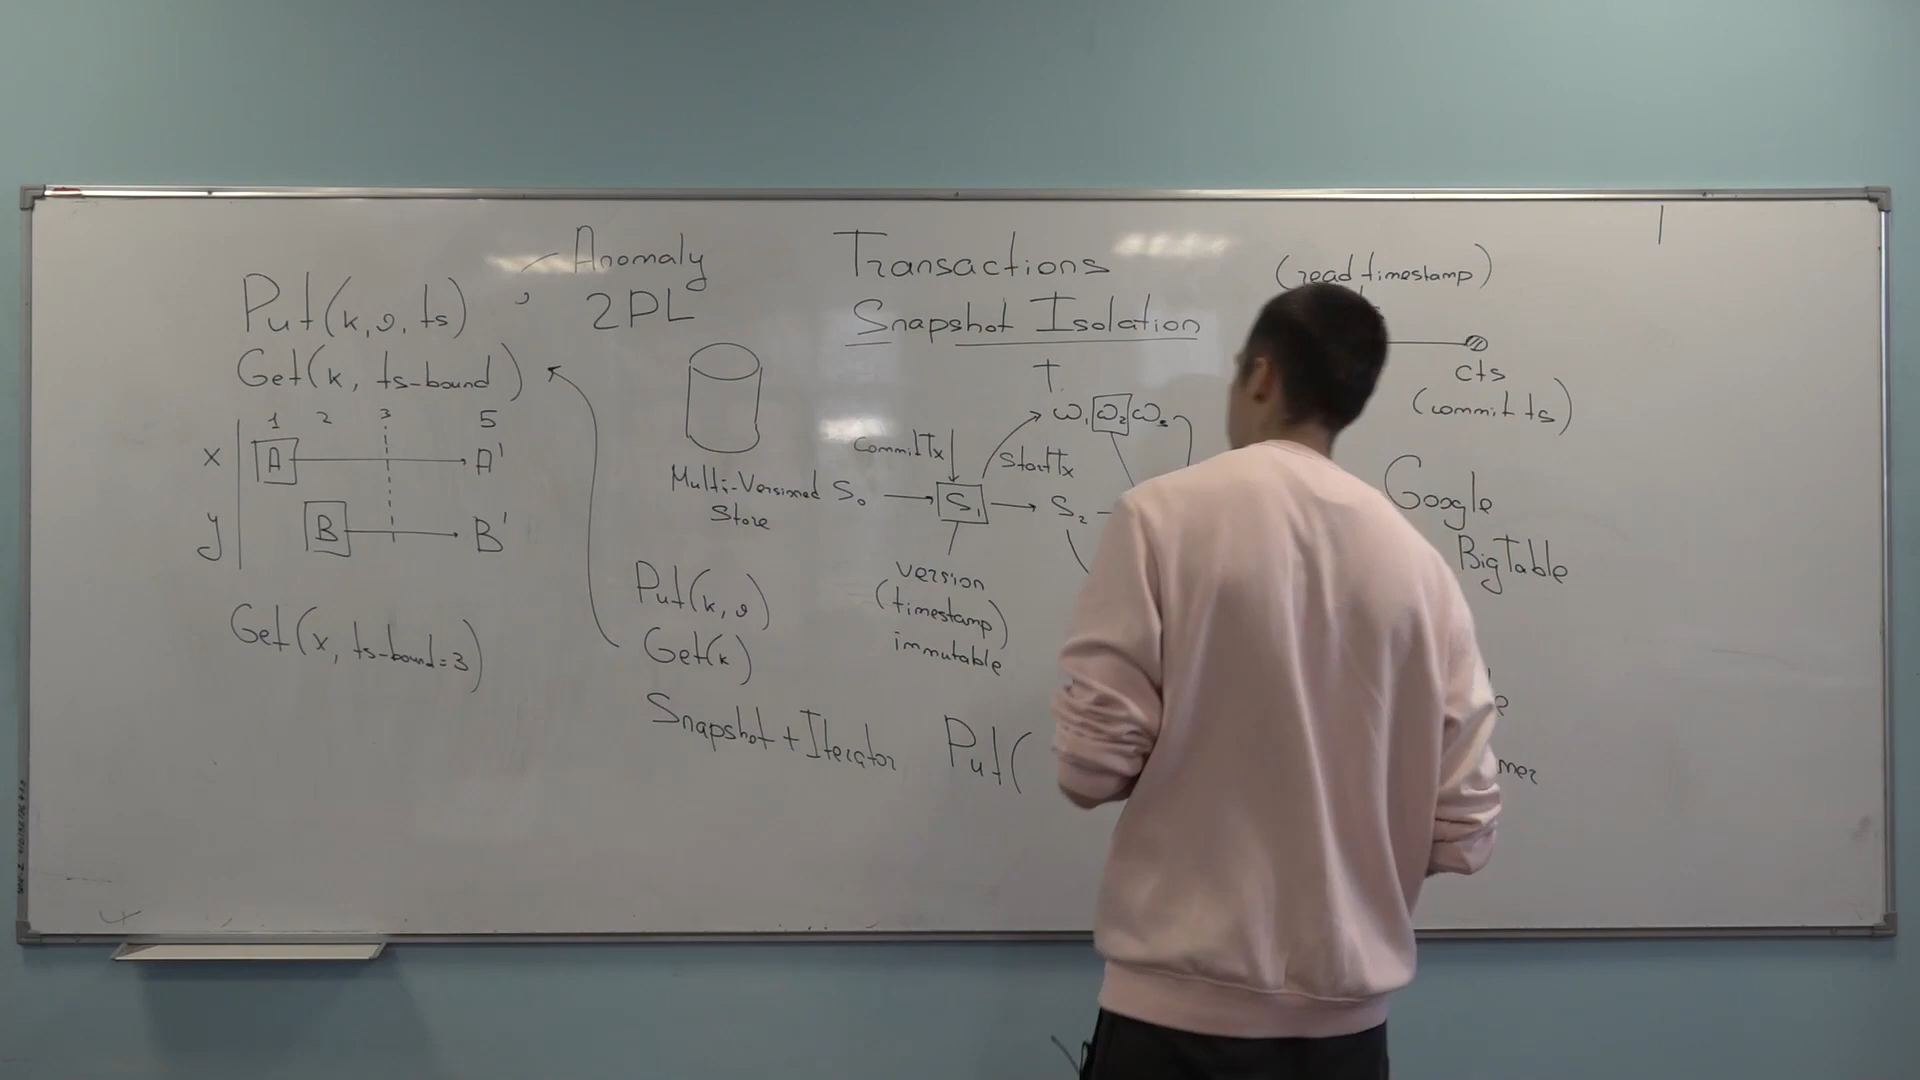 Anomaly
2PL
Put(k, v, ts)
Get(k, ts-bound)
1 2 3 5
x A A'
y B B'
Get(x, ts-bound=3)
Transactions
Snapshot Isolation
T
ω₁ ω₂ ω₃
CommitTx
StartTx
Multi-Versioned
Store
S₀ S₁ S₂
version
(timestamp)
immutable
Put(k, v)
Get(k)
Snapshot + Iterator
Put(
(read timestamp)
cts
(commit ts)
Google
BigTable